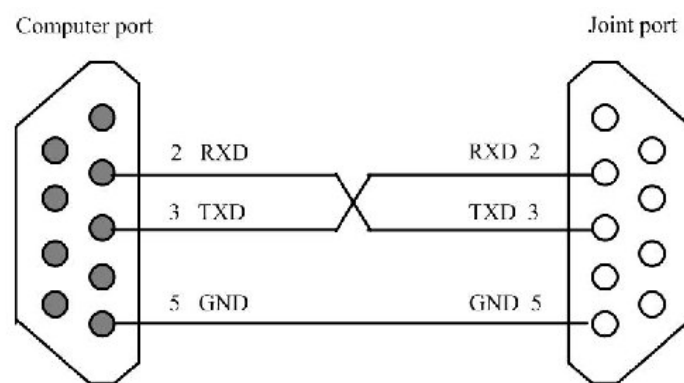 Computer port
Joint port
2 RXD
RXD 2
3 TXD
TXD 3
5 GND
GND 5